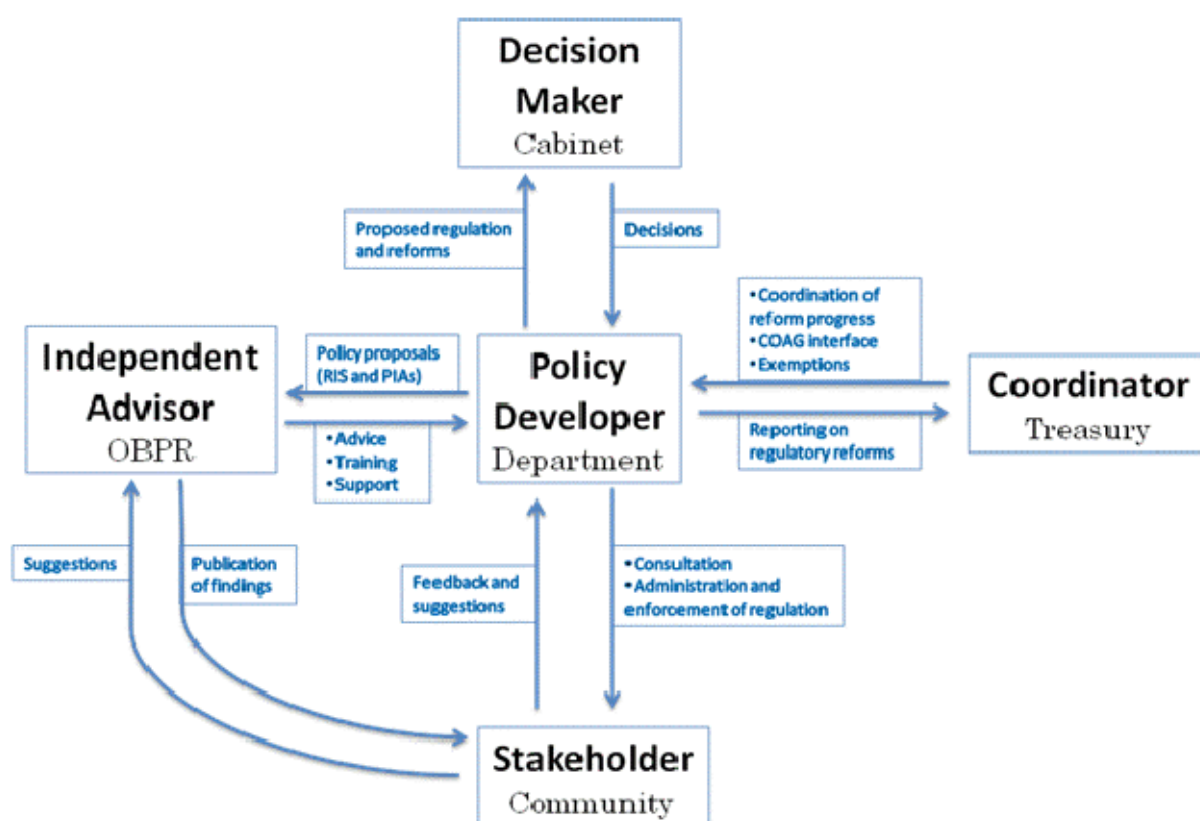 Decision
Maker
Cabinet
Proposed regulation
and reforms
Decisions
•Coordination of
reform progress
•COAG interface
•Exemptions
Independent
Advisor
OBPR
Policy proposals
(RIS and PIAs)
•Advice
•Training
•Support
Policy
Developer
Department
Coordinator
Treasury
Reporting on
regulatory reforms
Suggestions
Publication
of findings
Feedback and
suggestions
•Consultation
•Administration and
enforcement of regulation
Stakeholder
Community